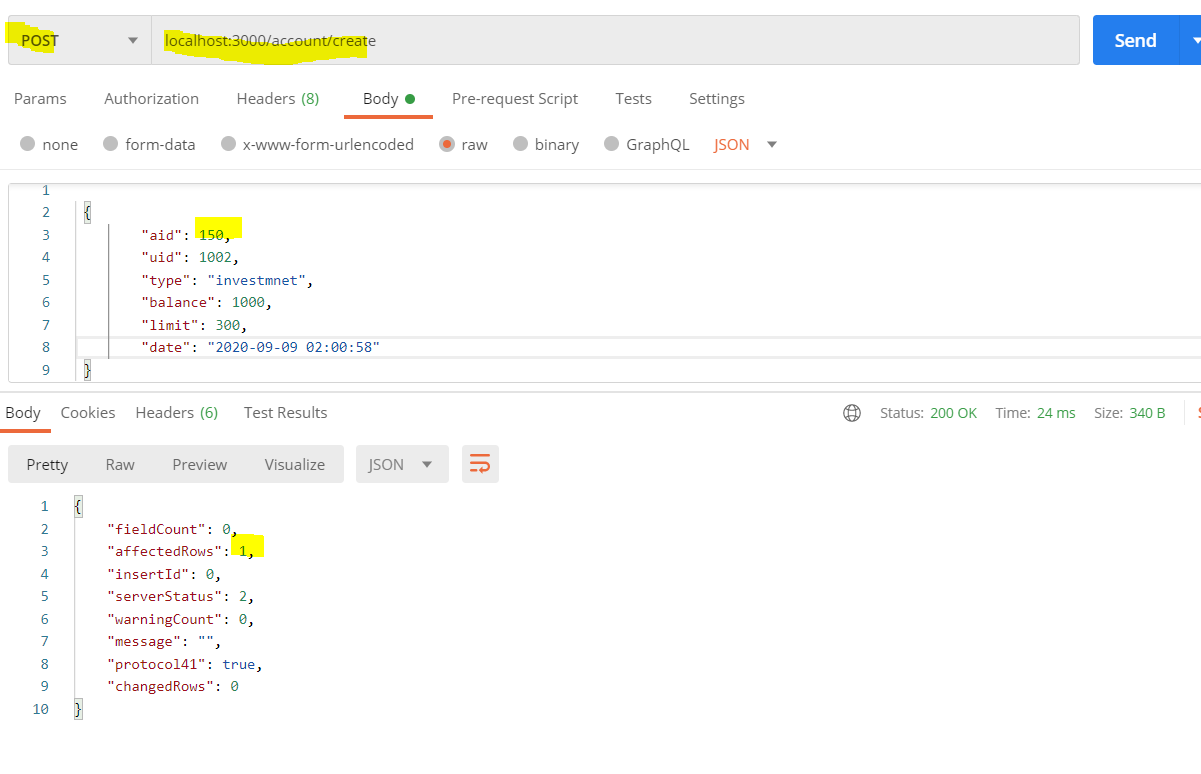 POST localhost:3000/account/create Send
Params Authorization Headers (8) Body Pre-request Script Tests Settings
none form-data x-www-form-urlencoded raw binary GraphQL JSON
1
2 {
3 "aid": 150,
4 "uid": 1002,
5 "type": "investmnet",
6 "balance": 1000,
7 "limit": 300,
8 "date": "2020-09-09 02:00:58"
9 }
Body Cookies Headers (6) Test Results Status: 200 OK Time: 24 ms Size: 340 B
Pretty Raw Preview Visualize JSON
1 {
2 "fieldCount": 0,
3 "affectedRows": 1,
4 "insertId": 0,
5 "serverStatus": 2,
6 "warningCount": 0,
7 "message": "",
8 "protocol41": true,
9 "changedRows": 0
10 }